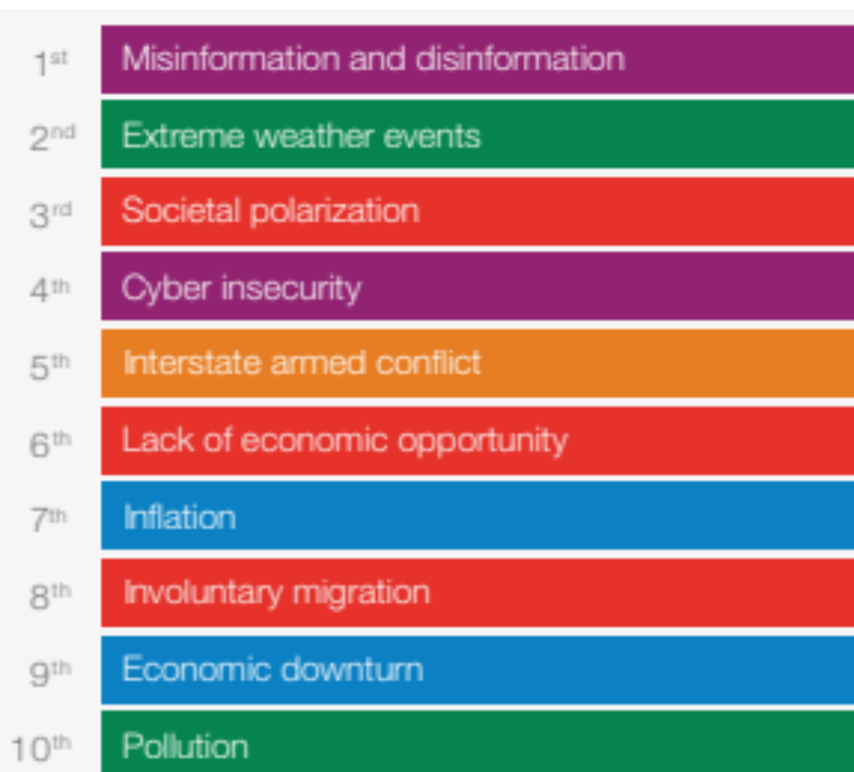 1st Misinformation and disinformation
2nd Extreme weather events
3rd Societal polarization
4th Cyber insecurity
5th Interstate armed conflict
6th Lack of economic opportunity
7th Inflation
8th Involuntary migration
9th Economic downturn
10th Pollution